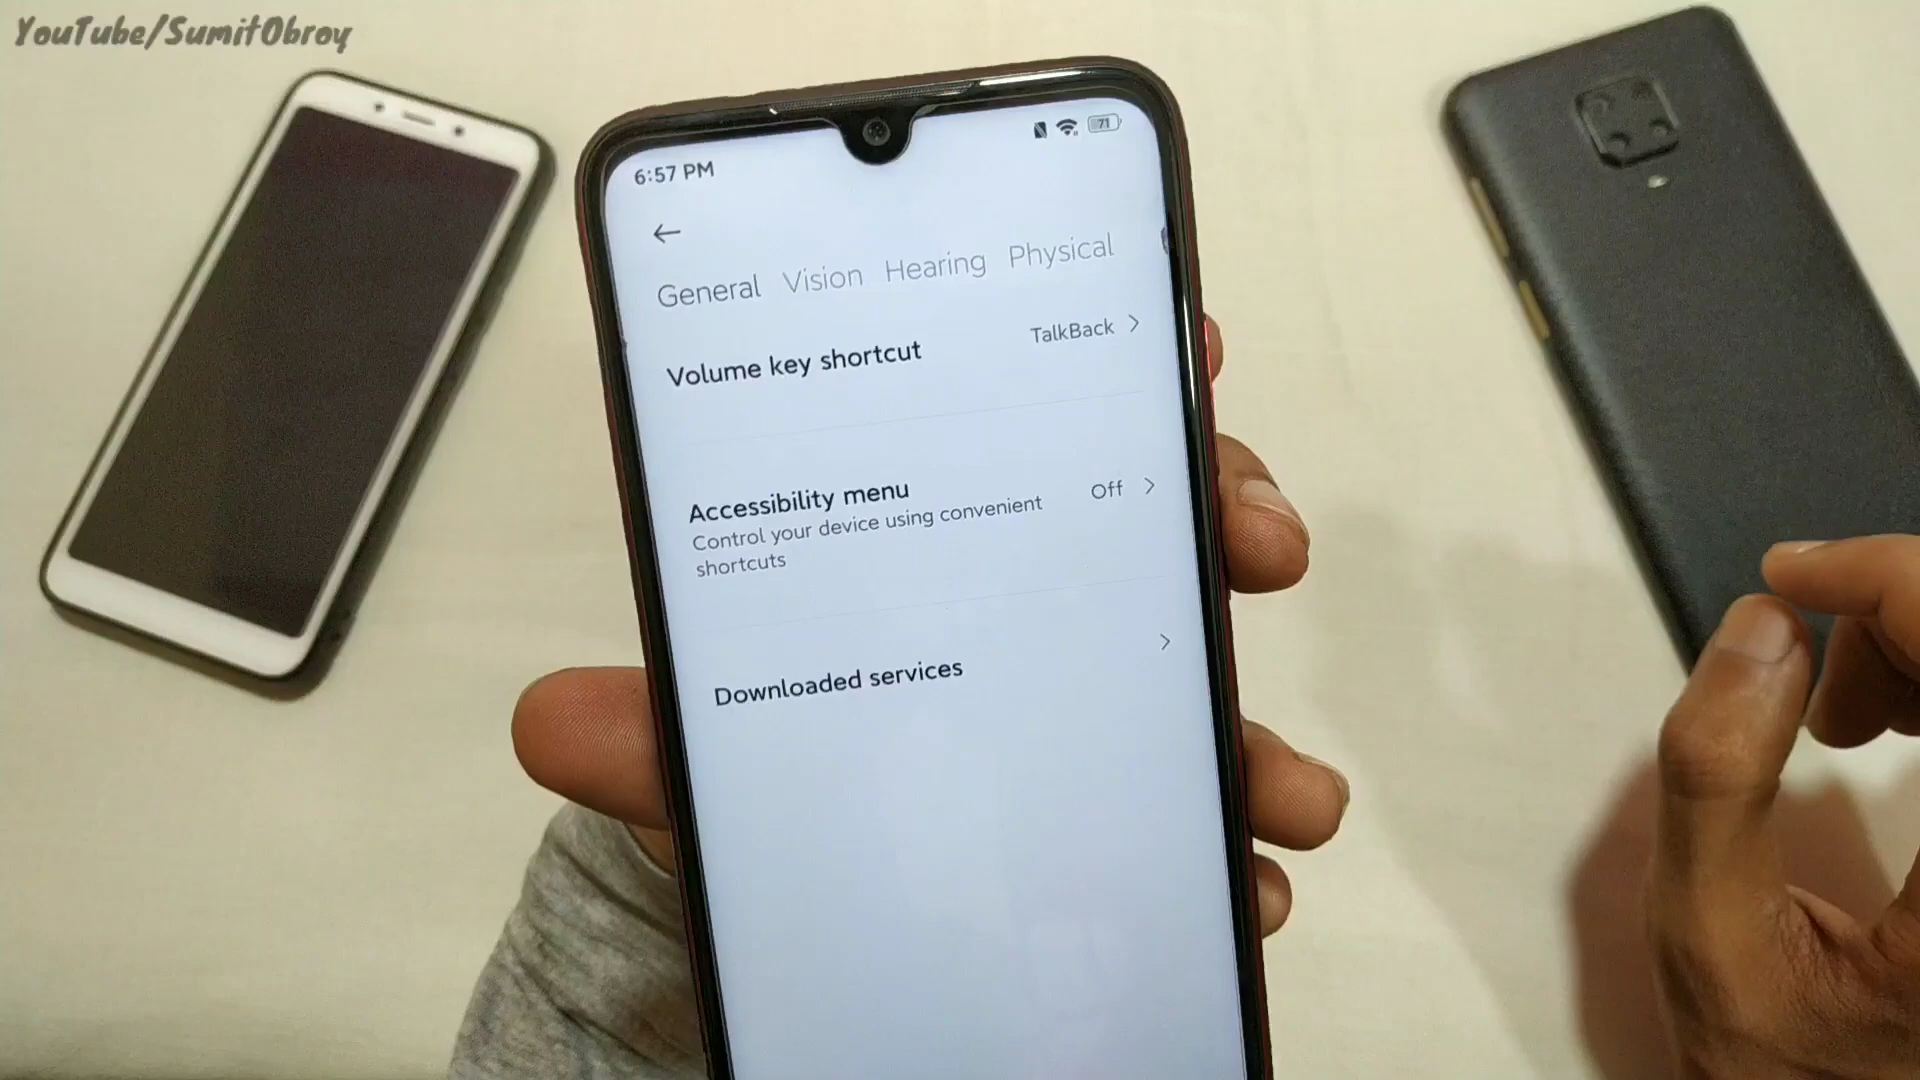 YouTube/SumitObroy
6:57 PM
71
General Vision Hearing Physical
Volume key shortcut
TalkBack
Accessibility menu
Control your device using convenient
shortcuts
Off
Downloaded services